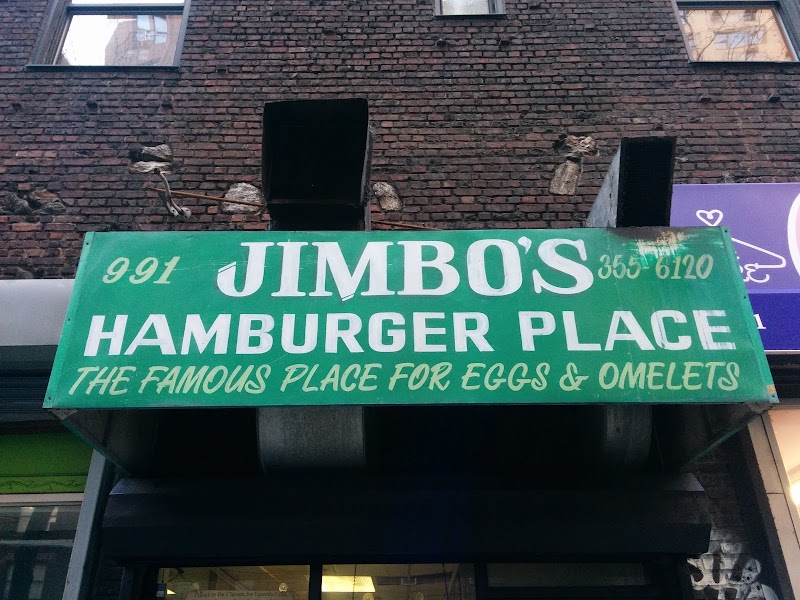 991 JIMBO'S 355-6120
HAMBURGER PLACE
THE FAMOUS PLACE FOR EGGS & OMELETS